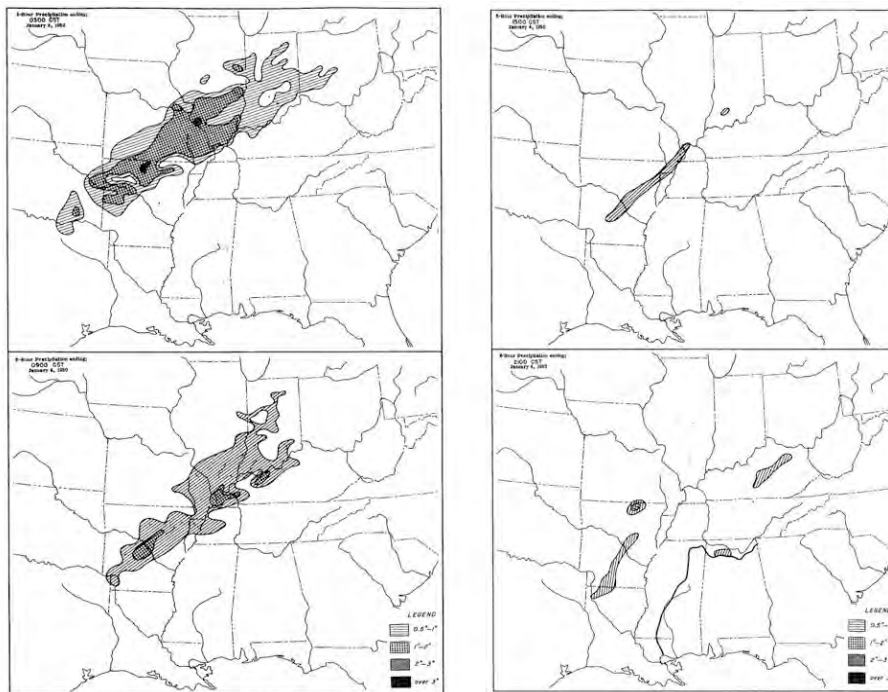 6-Hour Precipitation ending:
0300 CST
January 4, 1950
6-Hour Precipitation ending:
0900 CST
January 4, 1950
LEGEND
0.5"-1"
1"-2"
2"-3"
over 3"
6-Hour Precipitation ending:
1500 CST
January 4, 1950
6-Hour Precipitation ending:
2100 CST
January 4, 1950
LEGEND
0.5"-
1"-2"
2"-3
over